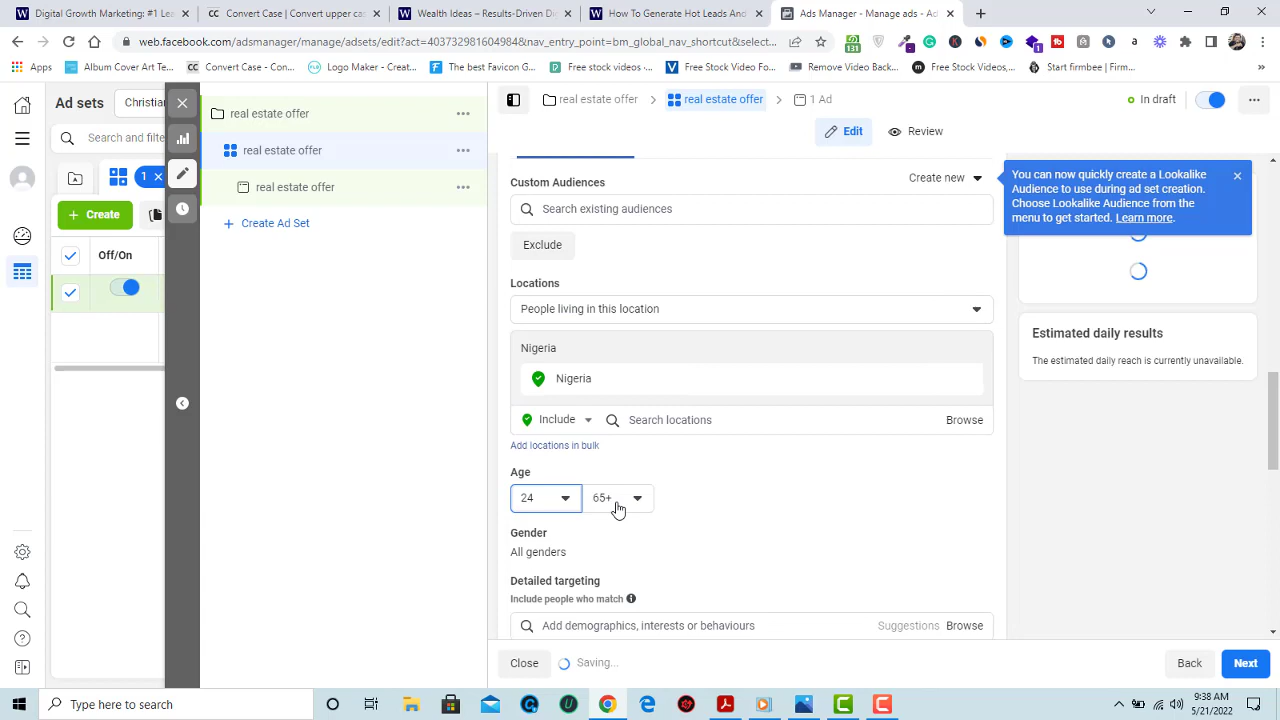 Digital Marketing: #1 Lea
Convert Case | Convert upper cas
Wealth Ideas – Results-Driven Di
How To Generate Hot Leads And
Ads Manager - Manage ads - Ad
web.facebook.com/adsmanager/manage/adsets/edit?act=4037329816049848&nav_entry_point=bm_global_nav_shortcut&selec...
131
Apps
Album Cover Art Te...
Convert Case - Con...
Logo Maker - Creat...
The best Favicon G...
Free stock videos ·...
Free Stock Video Fo...
Remove Video Back...
Free Stock Videos,...
Start firmbee | Firm...
Ad sets
Christian
Search and filte
1
Create
Off/On
real estate offer
real estate offer
real estate offer
Create Ad Set
real estate offer
real estate offer
1 Ad
In draft
Edit
Review
Custom Audiences
Create new
Search existing audiences
Exclude
Locations
People living in this location
Nigeria
Nigeria
Include
Search locations
Browse
Add locations in bulk
Age
24
65+
Gender
All genders
Detailed targeting
Include people who match
Add demographics, interests or behaviours
Suggestions
Browse
You can now quickly create a Lookalike
Audience to use during ad set creation.
Choose Lookalike Audience from the
menu to get started. Learn more.
Estimated daily results
The estimated daily reach is currently unavailable.
Close
Saving...
Back
Next
Type here to search
9:38 AM
5/21/2022